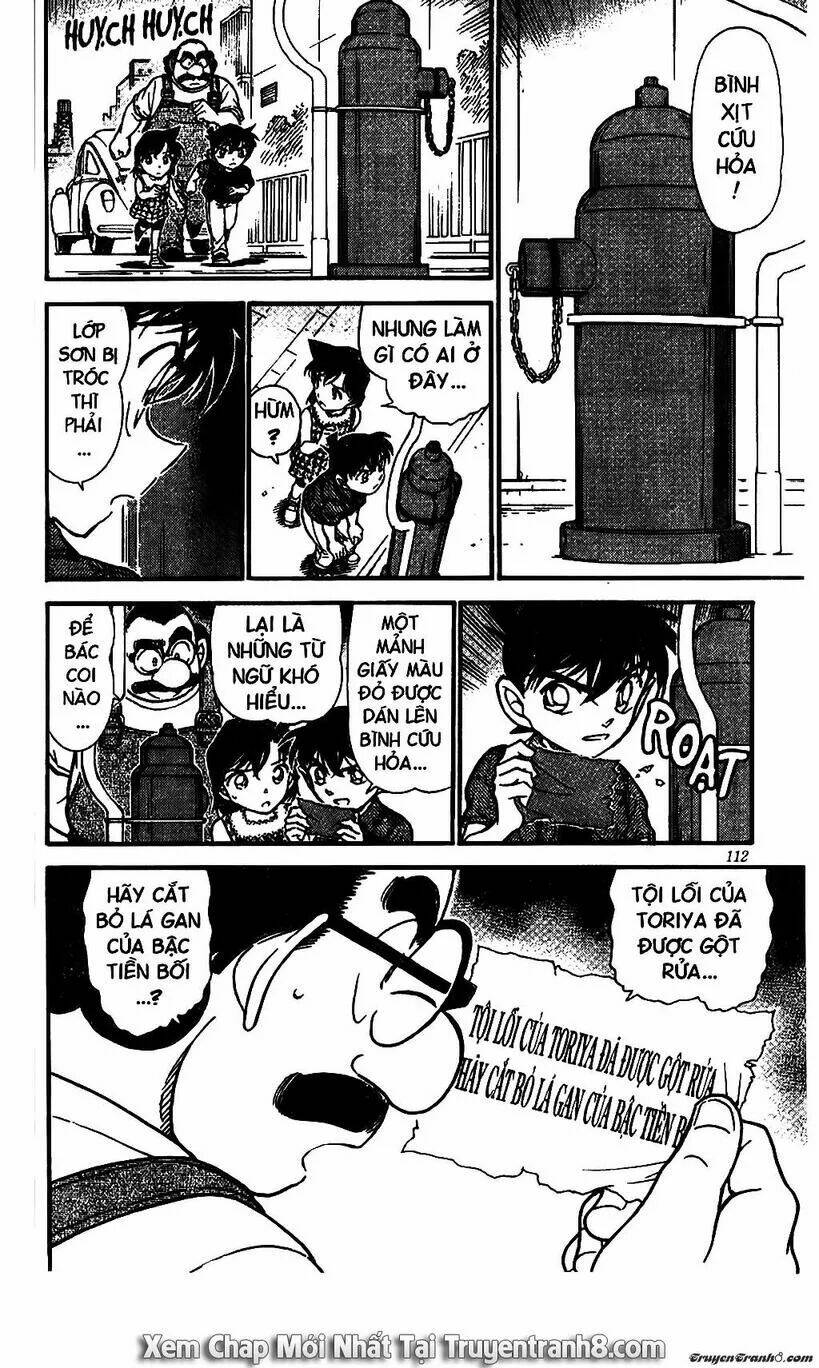 BÌNH
XỊT
CỨU
HỎA
!
HUỴCH HUỴCH
NHƯNG LÀM
GÌ CÓ AI Ở
ĐÂY...
HỪM
?
LỚP
SƠN BỊ
TRÓC
THÌ
PHẢI
...
ROẠT
MỘT
MẢNH
GIẤY MÀU
ĐỎ ĐƯỢC
DÁN LÊN
BÌNH CỨU
HỎA...
LẠI LÀ
NHỮNG TỪ
NGỮ KHÓ
HIỂU...
ĐỂ
BÁC
COI
NÀO
...
112
TỘI LỖI CỦA
TORIYA ĐÃ
ĐƯỢC GỘT
RỬA...
TỘI LỖI CỦA TORIYA ĐÃ ĐƯỢC GỘT RỬA
HÃY CẮT BỎ LÁ GAN CỦA BẬC TIỀN B
HÃY CẮT
BỎ LÁ GAN
CỦA BẬC
TIỀN BỐI
...?
Xem Chap Mới Nhất Tại Truyentranh8.com
TruyenTranh8.com